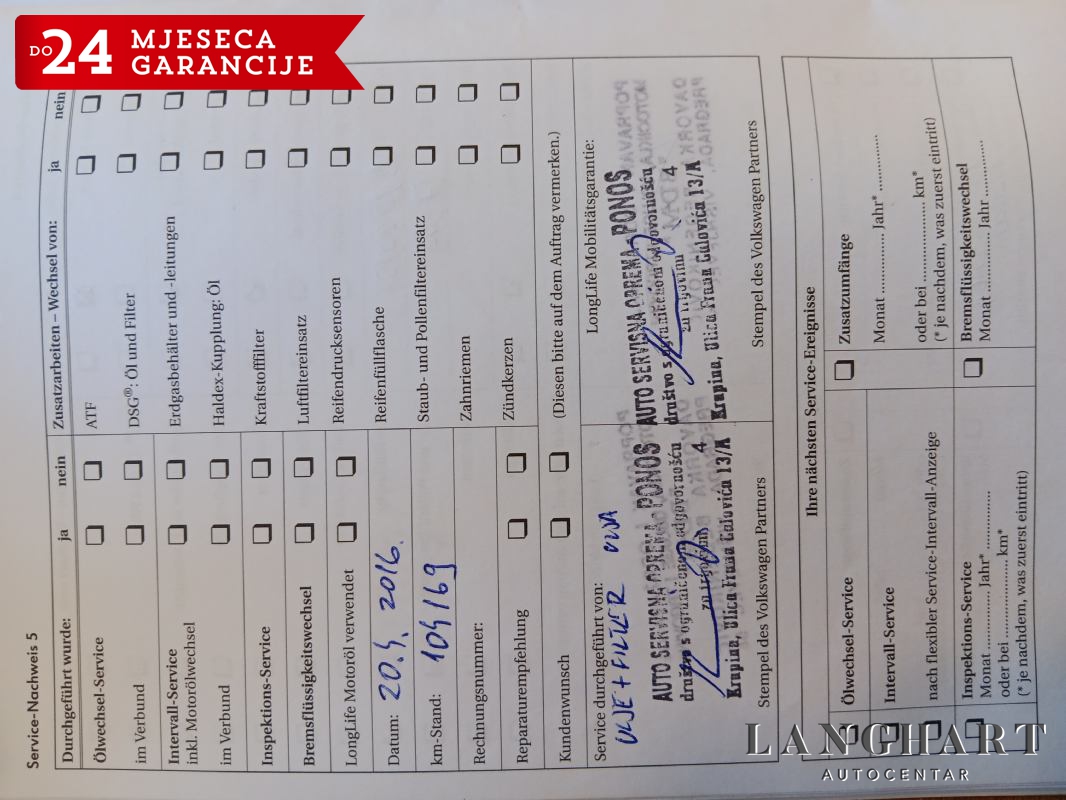 DO 24 MJESECA
GARANCIJE
Service-Nachweis 5
Durchgeführt wurde: ja nein
Ölwechsel-Service
im Verbund
Intervall-Service
inkl. Motorölwechsel
im Verbund
Inspektions-Service
Bremsflüssigkeitswechsel
LongLife Motoröl verwendet
Datum: 2016.
km-Stand: 104169
Rechnungsnummer:
Reparaturempfehlung
Kundenwunsch
(Diesen bitte auf dem Auftrag vermerken.)
Zusatzarbeiten – Wechsel von: ja nein
ATF
DSG®: Öl und Filter
Erdgasbehälter und -leitungen
Haldex-Kupplung: Öl
Kraftstofffilter
Luftfiltereinsatz
Reifendrucksensoren
Reifenfüllflasche
Staub- und Pollenfiltereinsatz
Zahnriemen
Zündkerzen
Service durchgeführt von:
ULJE + FILTER
AUTO SERVISNA OPREMA PONOS
društvo s ograničenom odgovornošću
za trgovinu 4
Krapina, Ulica Frana Galovića 13/A
Stempel des Volkswagen Partners
LongLife Mobilitätsgarantie:
AUTO SERVISNA OPREMA PONOS
društvo s ograničenom odgovornošću
za trgovinu 4
Krapina, Ulica Frana Galovića 13/A
Stempel des Volkswagen Partners
Ihre nächsten Service-Ereignisse
Ölwechsel-Service
Intervall-Service
nach flexibler Service-Intervall-Anzeige
Inspektions-Service
Monat ............ Jahr* ................
oder bei ...................... km*
(* je nachdem, was zuerst eintritt)
Zusatzumfänge
Monat ............ Jahr* ................
oder bei ...................... km*
(* je nachdem, was zuerst eintritt)
Bremsflüssigkeitswechsel
Monat ............ Jahr ................
LANGHART
AUTOCENTAR